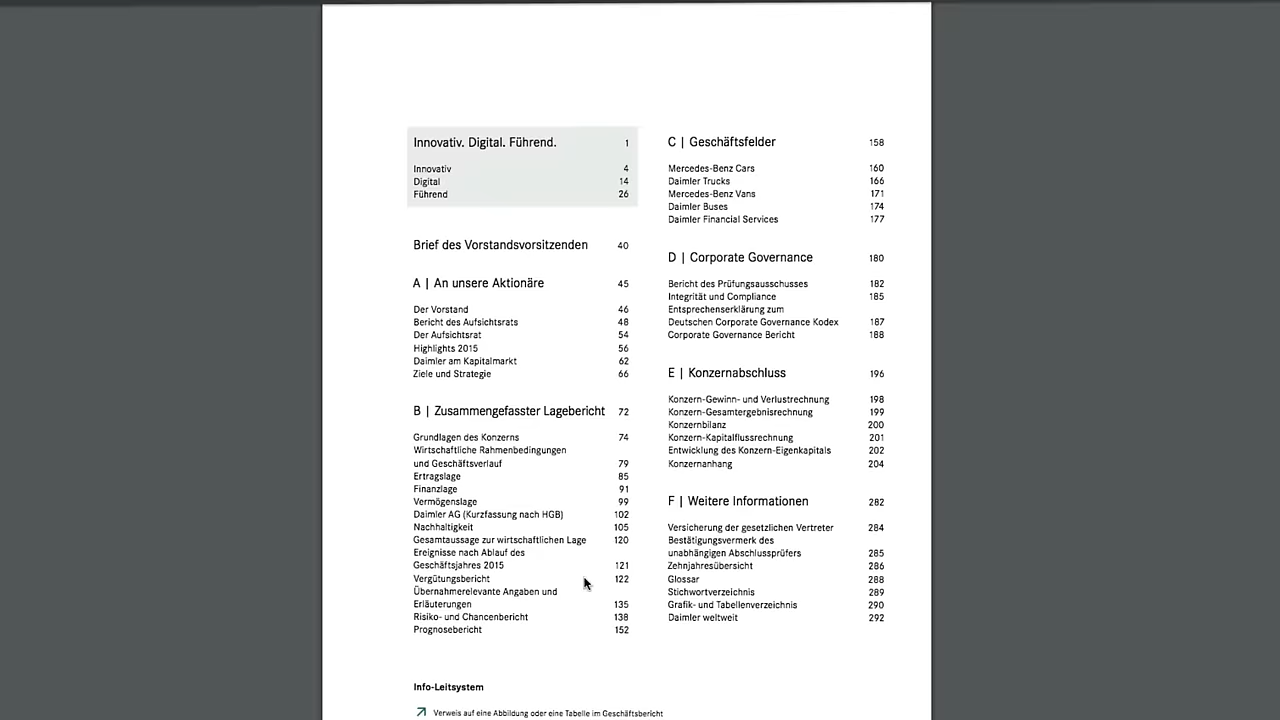 Innovativ. Digital. Führend. 1
Innovativ 4
Digital 14
Führend 26
Brief des Vorstandsvorsitzenden 40
A | An unsere Aktionäre 45
Der Vorstand 46
Bericht des Aufsichtsrats 48
Der Aufsichtsrat 54
Highlights 2015 56
Daimler am Kapitalmarkt 62
Ziele und Strategie 66
B | Zusammengefasster Lagebericht 72
Grundlagen des Konzerns 74
Wirtschaftliche Rahmenbedingungen
und Geschäftsverlauf 79
Ertragslage 85
Finanzlage 91
Vermögenslage 99
Daimler AG (Kurzfassung nach HGB) 102
Nachhaltigkeit 105
Gesamtaussage zur wirtschaftlichen Lage 120
Ereignisse nach Ablauf des
Geschäftsjahres 2015 121
Vergütungsbericht 122
Übernahmerelevante Angaben und
Erläuterungen 135
Risiko- und Chancenbericht 138
Prognosebericht 152
C | Geschäftsfelder 158
Mercedes-Benz Cars 160
Daimler Trucks 166
Mercedes-Benz Vans 171
Daimler Buses 174
Daimler Financial Services 177
D | Corporate Governance 180
Bericht des Prüfungsausschusses 182
Integrität und Compliance 185
Entsprechenserklärung zum
Deutschen Corporate Governance Kodex 187
Corporate Governance Bericht 188
E | Konzernabschluss 196
Konzern-Gewinn- und Verlustrechnung 198
Konzern-Gesamtergebnisrechnung 199
Konzernbilanz 200
Konzern-Kapitalflussrechnung 201
Entwicklung des Konzern-Eigenkapitals 202
Konzernanhang 204
F | Weitere Informationen 282
Versicherung der gesetzlichen Vertreter 284
Bestätigungsvermerk des
unabhängigen Abschlussprüfers 285
Zehnjahresübersicht 286
Glossar 288
Stichwortverzeichnis 289
Grafik- und Tabellenverzeichnis 290
Daimler weltweit 292
Info-Leitsystem
Verweis auf eine Abbildung oder eine Tabelle im Geschäftsbericht